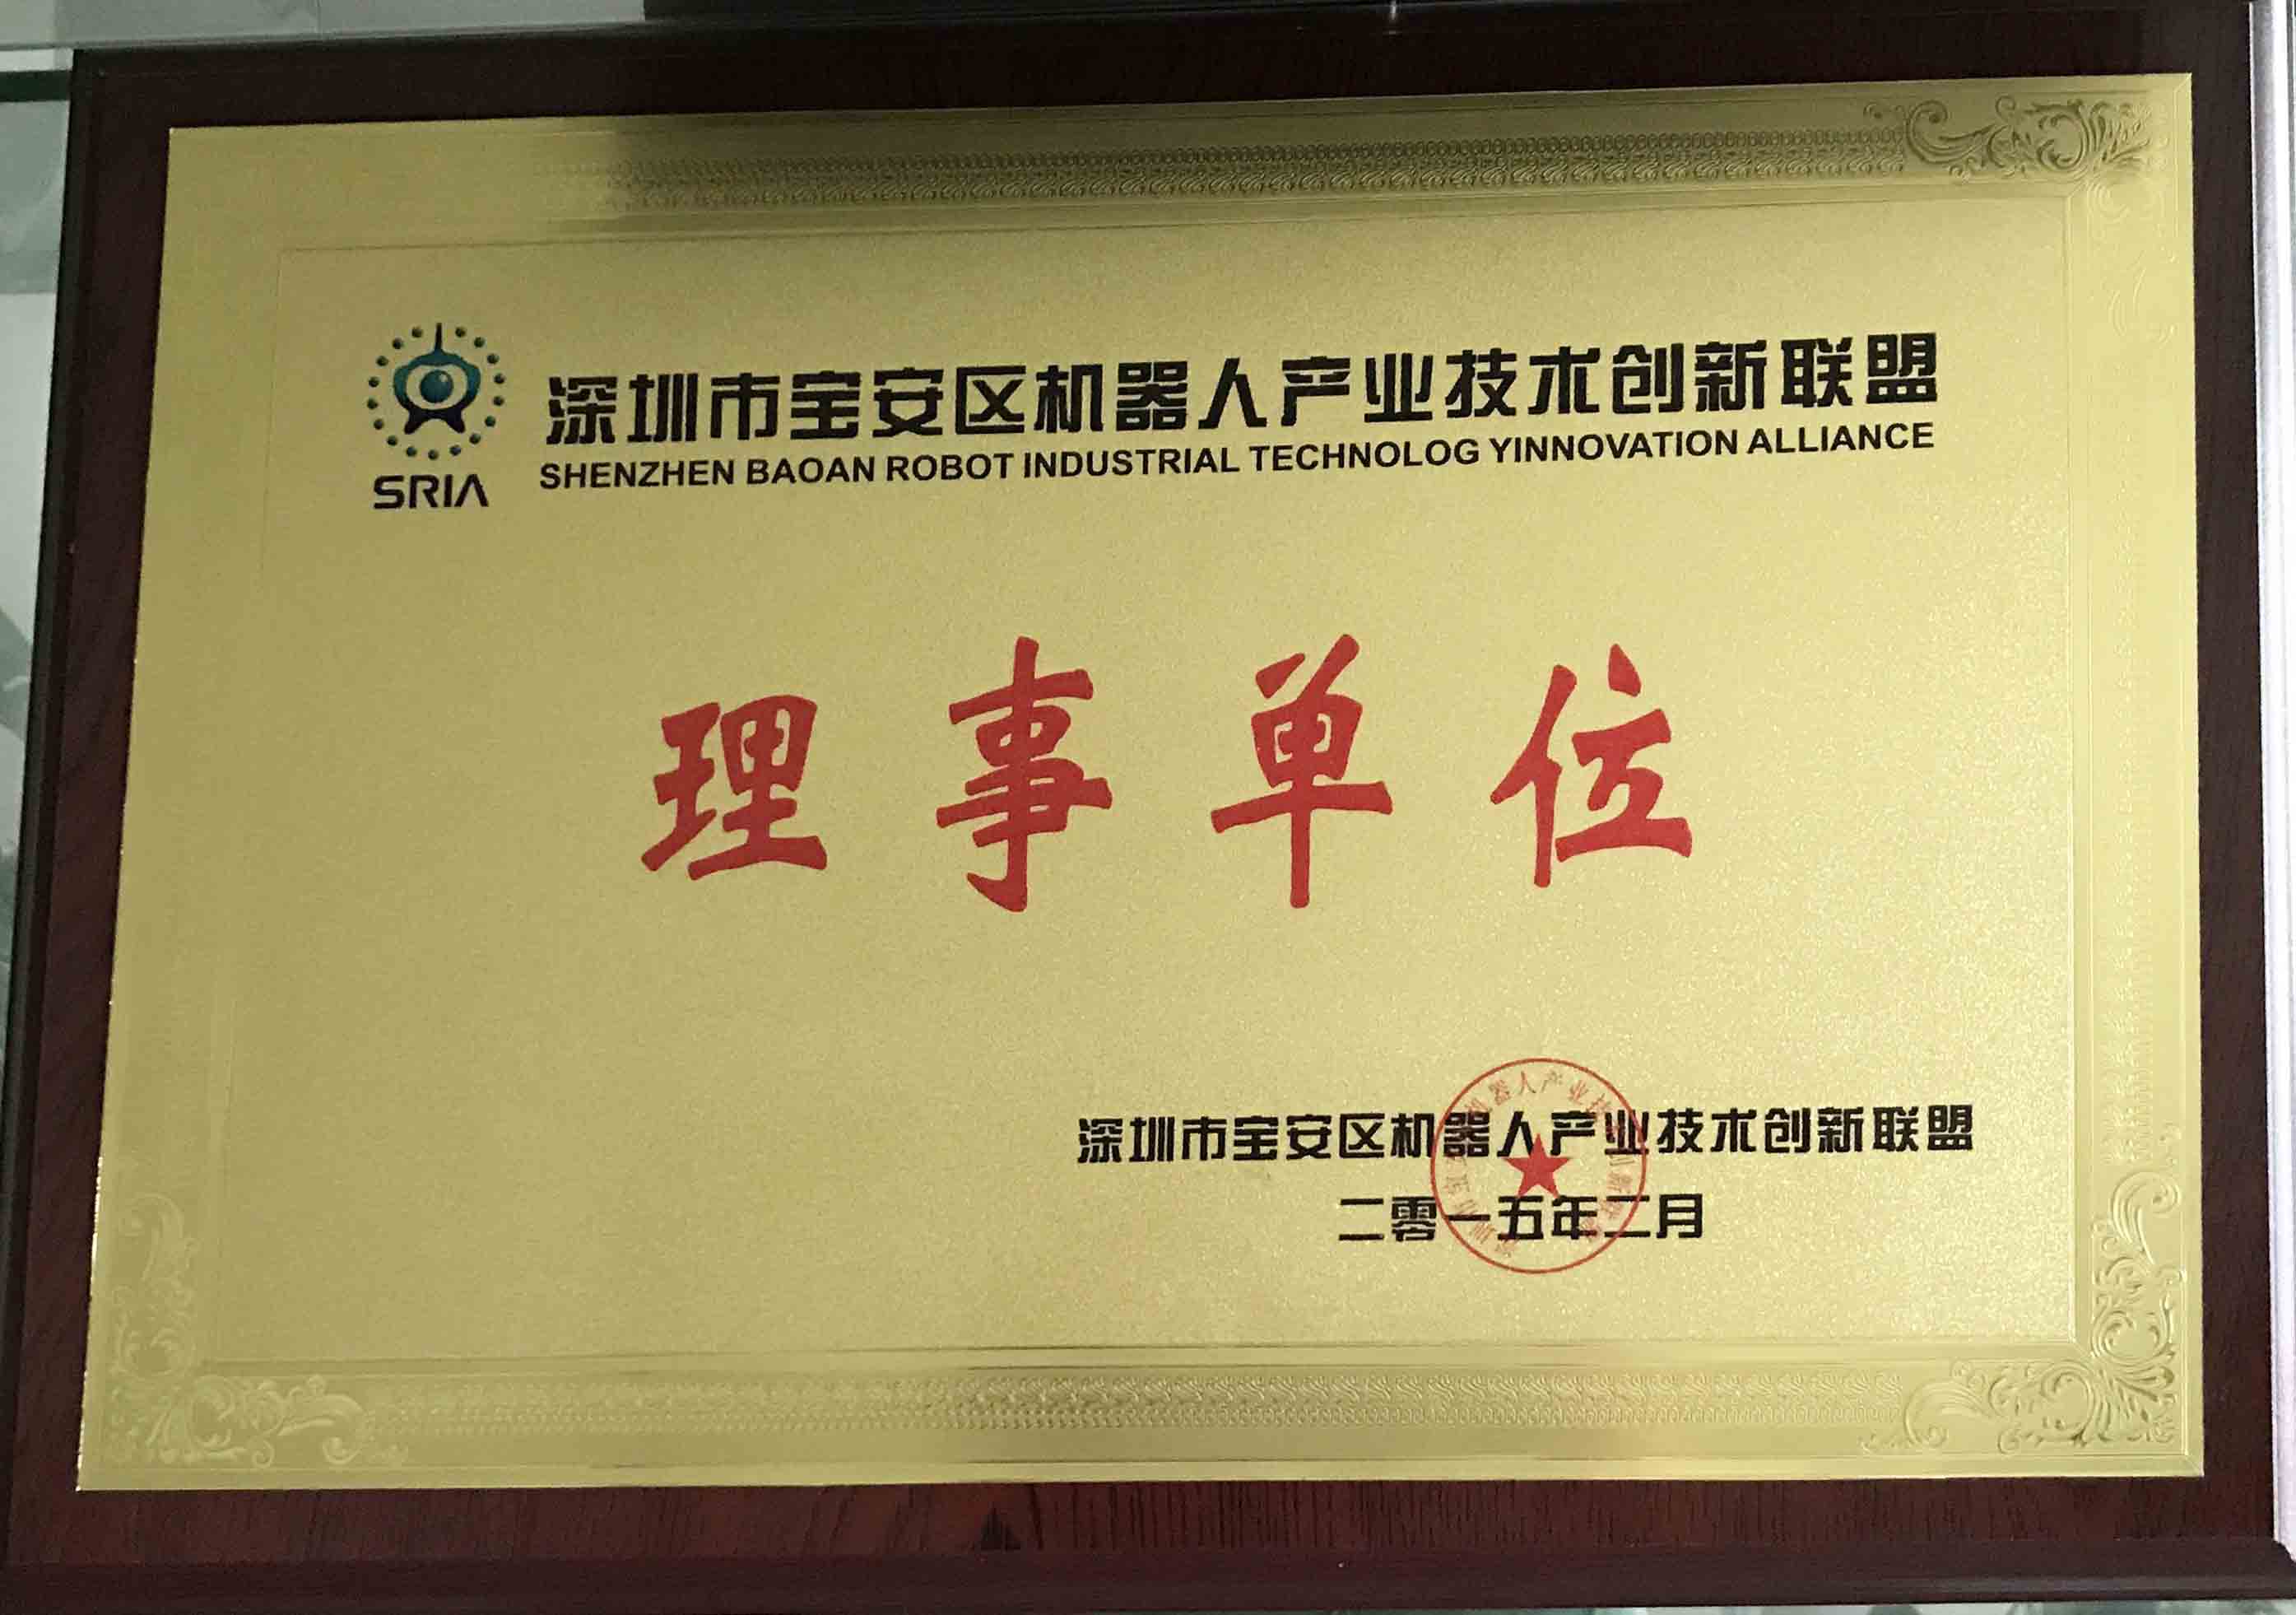 深圳市宝安区机器人产业技术创新联盟
SHENZHEN BAOAN ROBOT INDUSTRIAL TECHNOLOG YINNOVATION ALLIANCE
SRIA
理事单位
深圳市宝安区机器人产业技术创新联盟
二零一五年二月